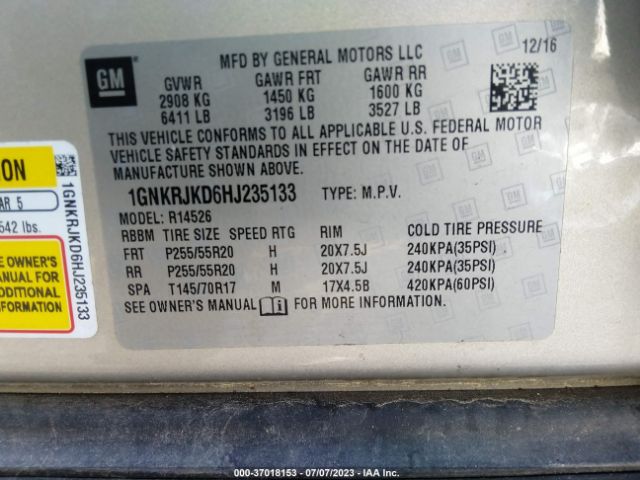 GM
MFD BY GENERAL MOTORS LLC
12/16
GVWR GAWR FRT GAWR RR
2908 KG 1450 KG 1600 KG
6411 LB 3196 LB 3527 LB
THIS VEHICLE CONFORMS TO ALL APPLICABLE U.S. FEDERAL MOTOR
VEHICLE SAFETY STANDARDS IN EFFECT ON THE DATE OF
MANUFACTURE SHOWN ABOVE.
1GNKRJKD6HJ235133 TYPE: M.P.V.
MODEL: R14526
RBBM TIRE SIZE SPEED RTG RIM COLD TIRE PRESSURE
FRT P255/55R20 H 20X7.5J 240KPA(35PSI)
RR P255/55R20 H 20X7.5J 240KPA(35PSI)
SPA T145/70R17 M 17X4.5B 420KPA(60PSI)
SEE OWNER'S MANUAL FOR MORE INFORMATION.
ION
AR 5
542 lbs.
EE OWNER'S
MANUAL FOR
ADDITIONAL
FORMATION
1GNKRJKD6HJ235133
000-37018153 - 07/07/2023 - IAA Inc.